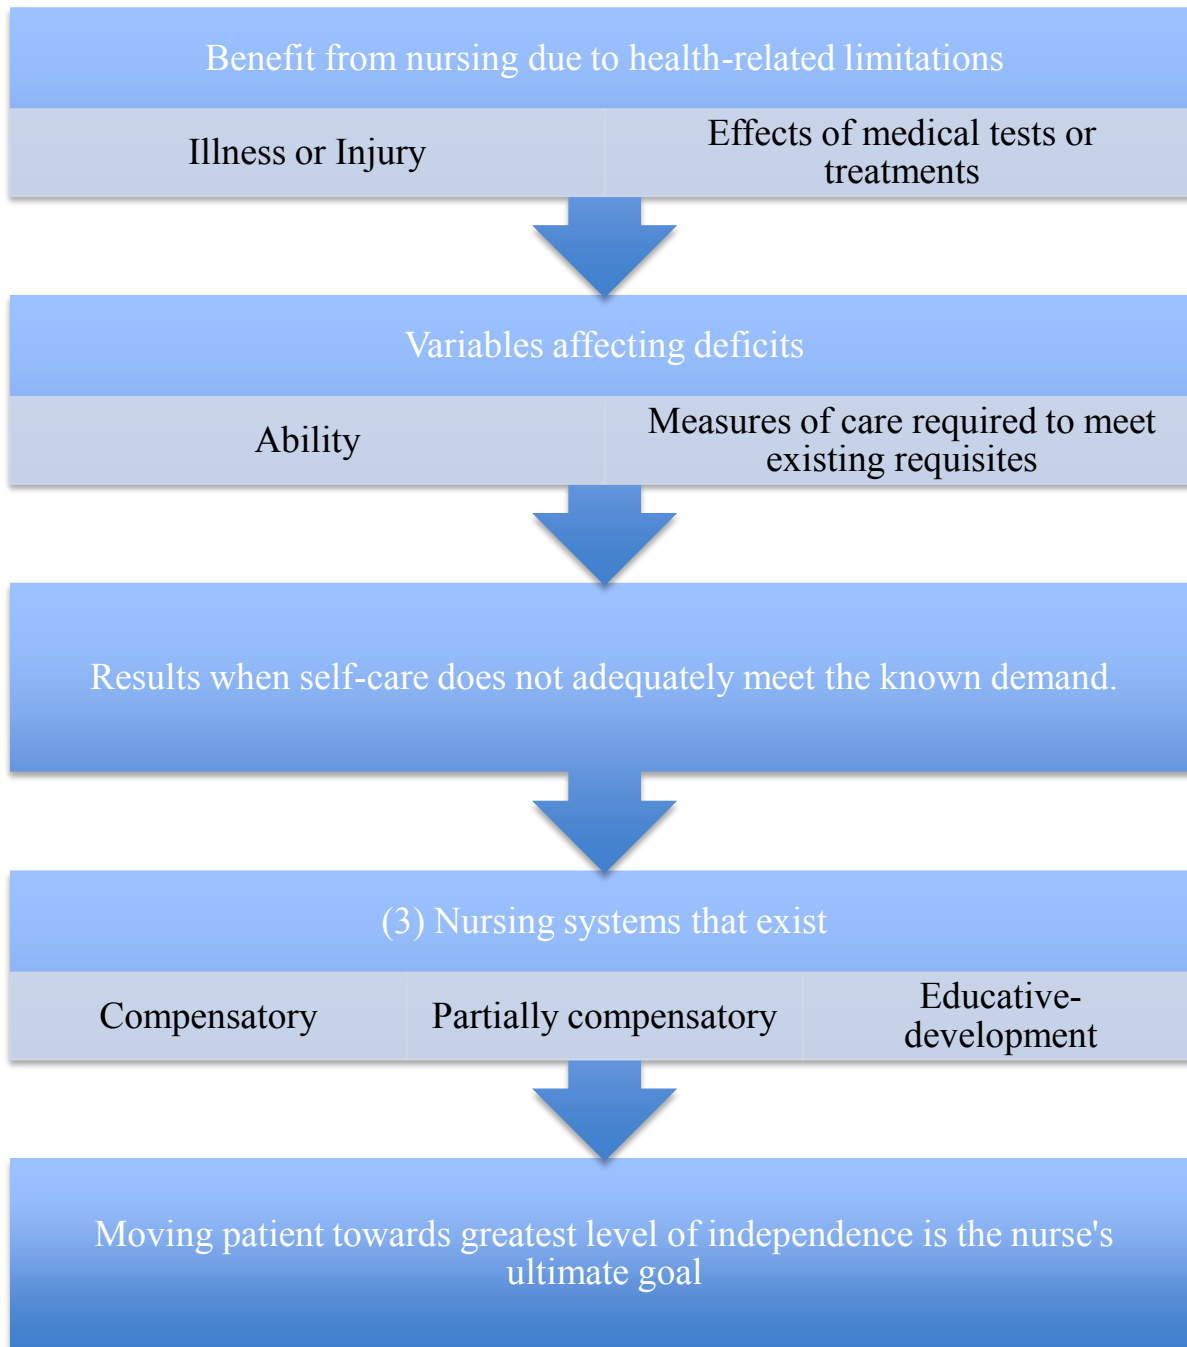 Benefit from nursing due to health-related limitations
Illness or Injury
Effects of medical tests or
treatments
Variables affecting deficits
Ability
Measures of care required to meet
existing requisites
Results when self-care does not adequately meet the known demand.
(3) Nursing systems that exist
Compensatory
Partially compensatory
Educative-
development
Moving patient towards greatest level of independence is the nurse's
ultimate goal